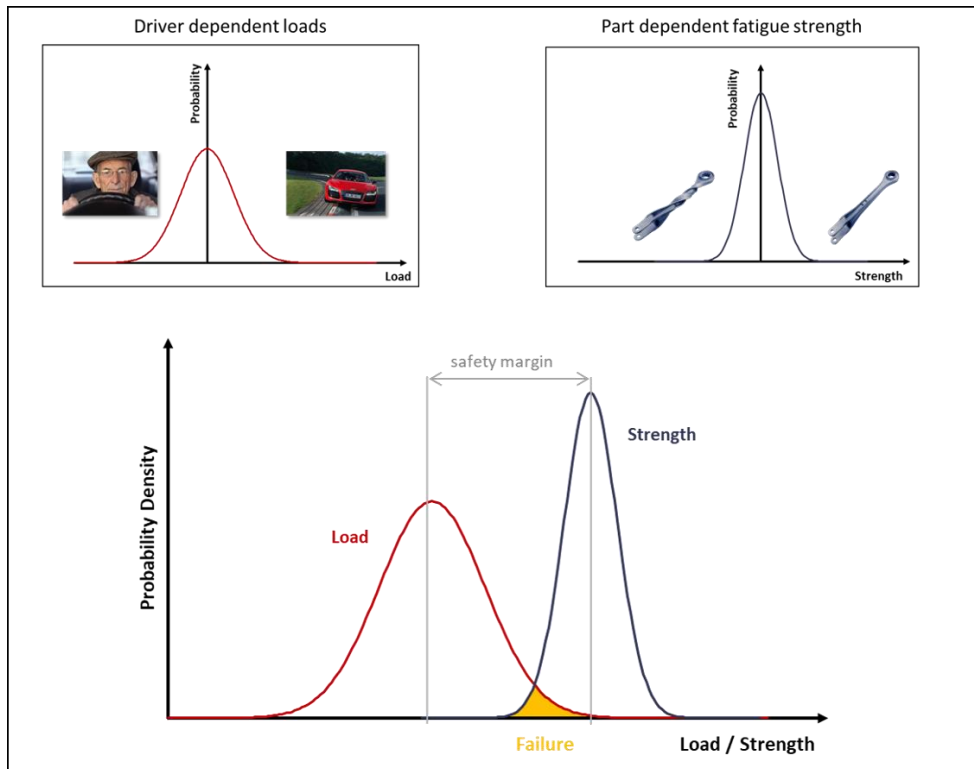 Driver dependent loads
Part dependent fatigue strength
Probability
Load
Probability
Strength
safety margin
Strength
Load
Probability Density
Failure
Load / Strength